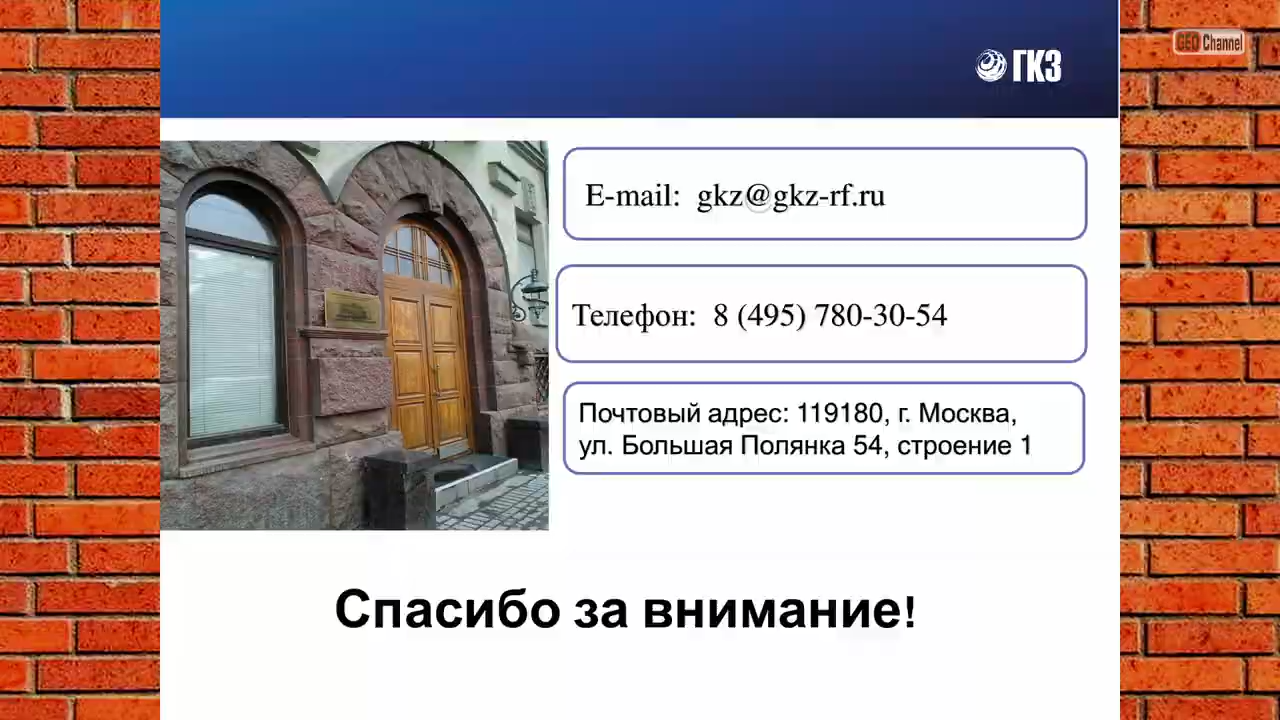 ГКЗ
GEO Channel
E-mail: gkz@gkz-rf.ru
Телефон: 8 (495) 780-30-54
Почтовый адрес: 119180, г. Москва,
ул. Большая Полянка 54, строение 1
Спасибо за внимание!